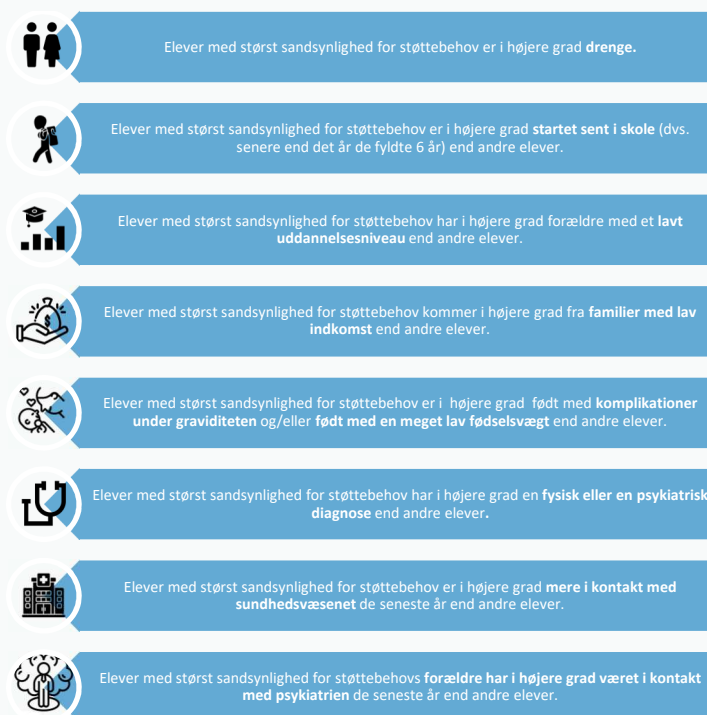 Elever med størst sandsynlighed for støttebehov er i højere grad drenge.
Elever med størst sandsynlighed for støttebehov er i højere grad startet sent i skole (dvs.
senere end det år de fyldte 6 år) end andre elever.
Elever med størst sandsynlighed for støttebehov har i højere grad forældre med et lavt
uddannelsesniveau end andre elever.
Elever med størst sandsynlighed for støttebehov kommer i højere grad fra familier med lav
indkomst end andre elever.
Elever med størst sandsynlighed for støttebehov er i højere grad født med komplikationer
under graviditeten og/eller født med en meget lav fødselsvægt end andre elever.
Elever med størst sandsynlighed for støttebehov har i højere grad en fysisk eller en psykiatrisk
diagnose end andre elever.
Elever med størst sandsynlighed for støttebehov er i højere grad mere i kontakt med
sundhedsvæsenet de seneste år end andre elever.
Elever med størst sandsynlighed for støttebehovs forældre har i højere grad været i kontakt
med psykiatrien de seneste år end andre elever.